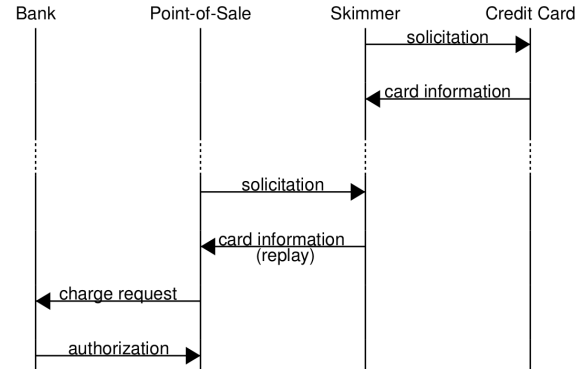 Bank Point-of-Sale Skimmer Credit Card
solicitation
card information
solicitation
card information
(replay)
charge request
authorization